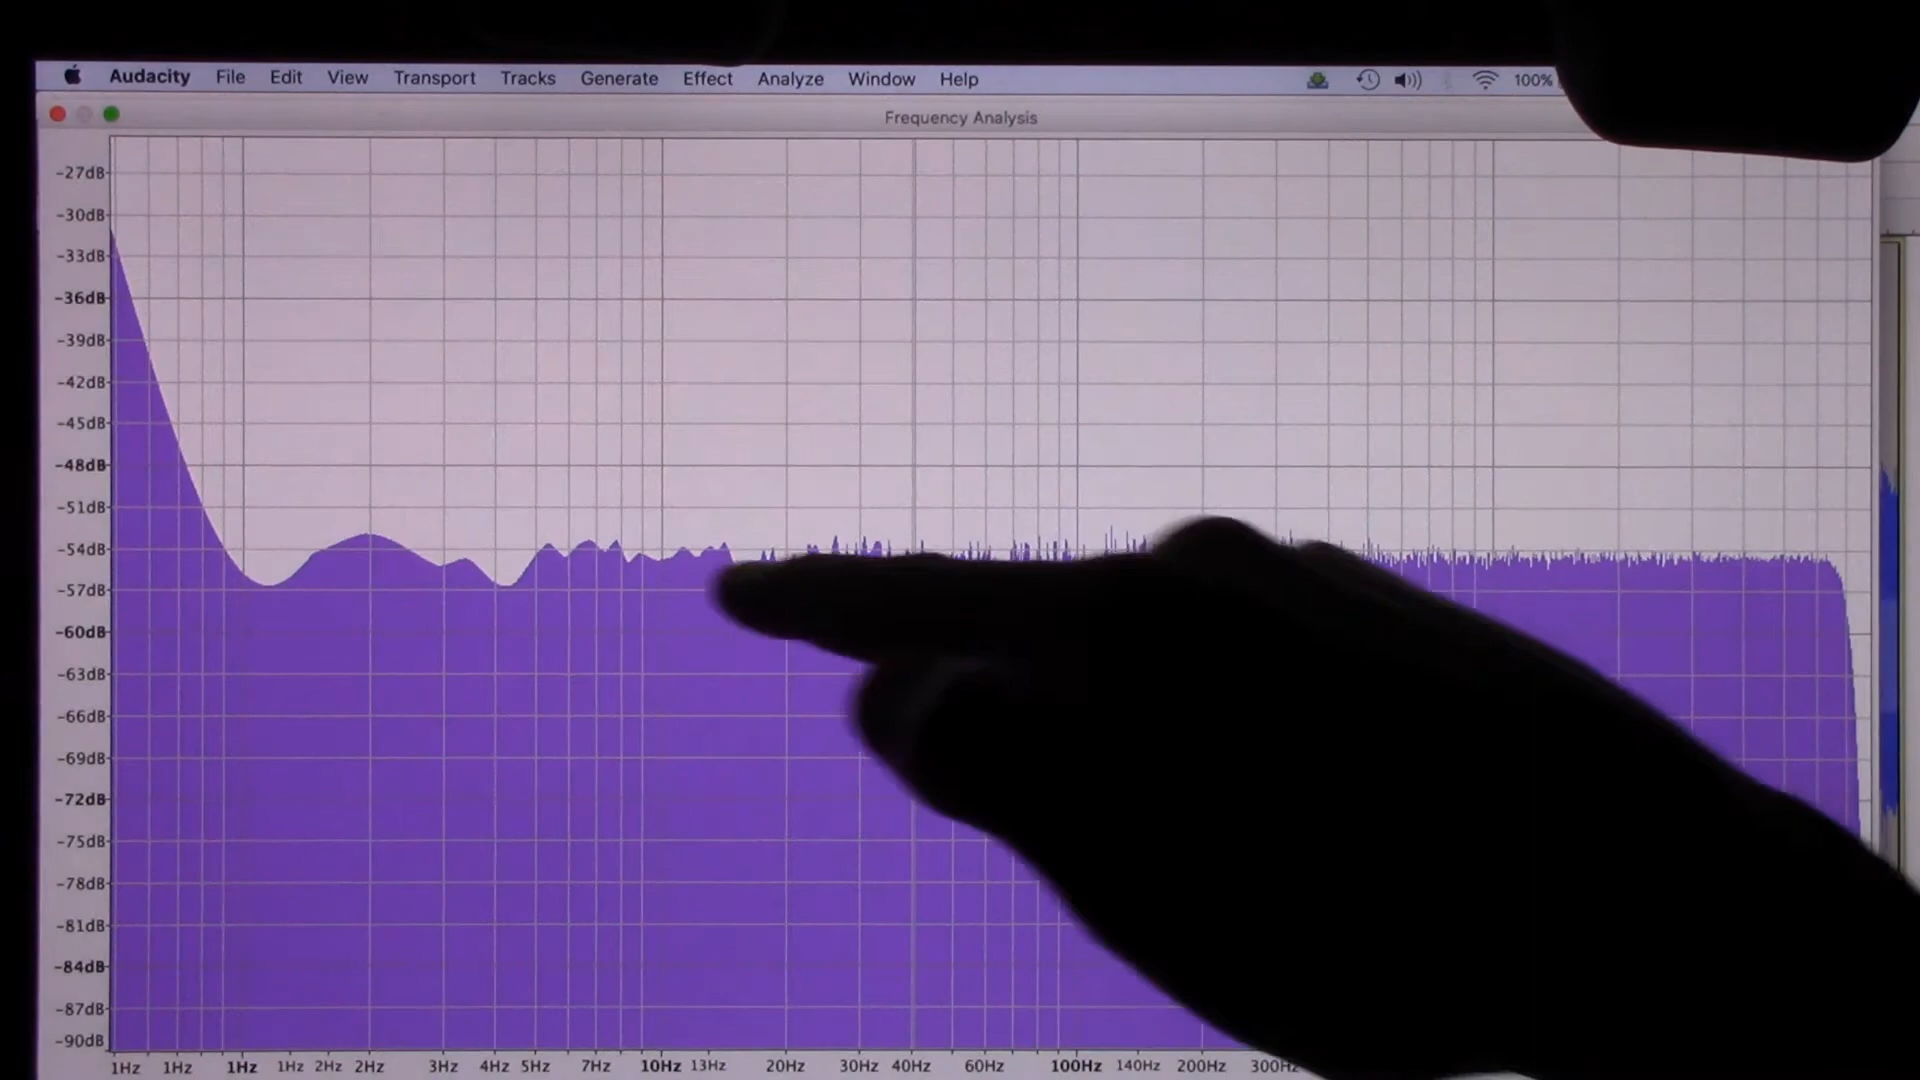 Audacity File Edit View Transport Tracks Generate Effect Analyze Window Help 100%
Frequency Analysis
-27dB
-30dB
-33dB
-36dB
-39dB
-42dB
-45dB
-48dB
-51dB
-54dB
-57dB
-60dB
-63dB
-66dB
-69dB
-72dB
-75dB
-78dB
-81dB
-84dB
-87dB
-90dB
1Hz 1Hz 1Hz 1Hz 2Hz 2Hz 3Hz 4Hz 5Hz 7Hz 10Hz 13Hz 20Hz 30Hz 40Hz 60Hz 100Hz 140Hz 200Hz 300Hz